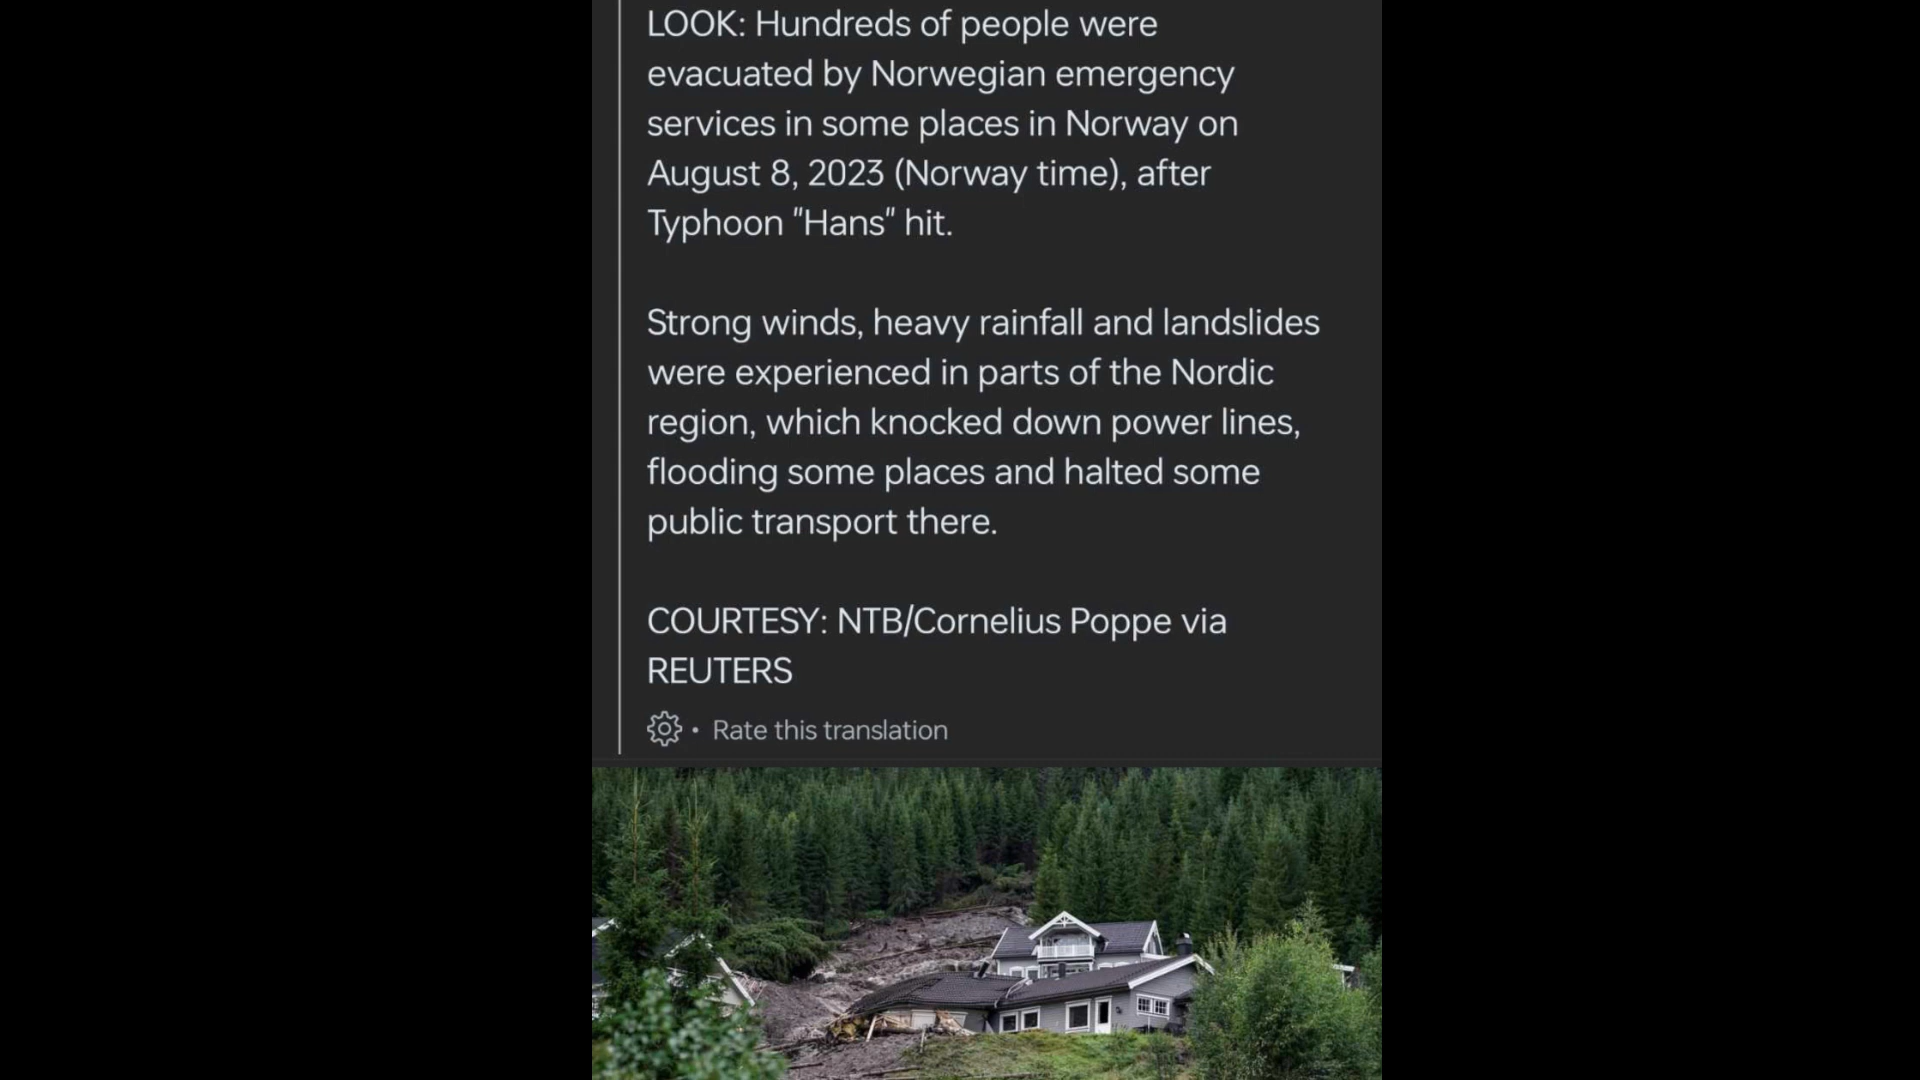 LOOK: Hundreds of people were
evacuated by Norwegian emergency
services in some places in Norway on
August 8, 2023 (Norway time), after
Typhoon "Hans" hit.
Strong winds, heavy rainfall and landslides
were experienced in parts of the Nordic
region, which knocked down power lines,
flooding some places and halted some
public transport there.
COURTESY: NTB/Cornelius Poppe via
REUTERS
• Rate this translation